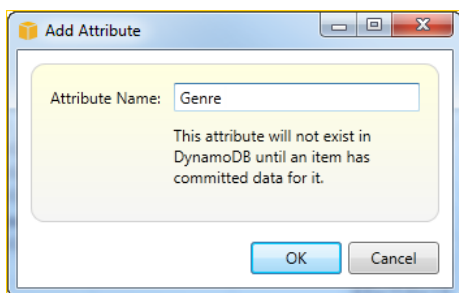 Add Attribute
Attribute Name: Genre
This attribute will not exist in
DynamoDB until an item has
committed data for it.
OK Cancel